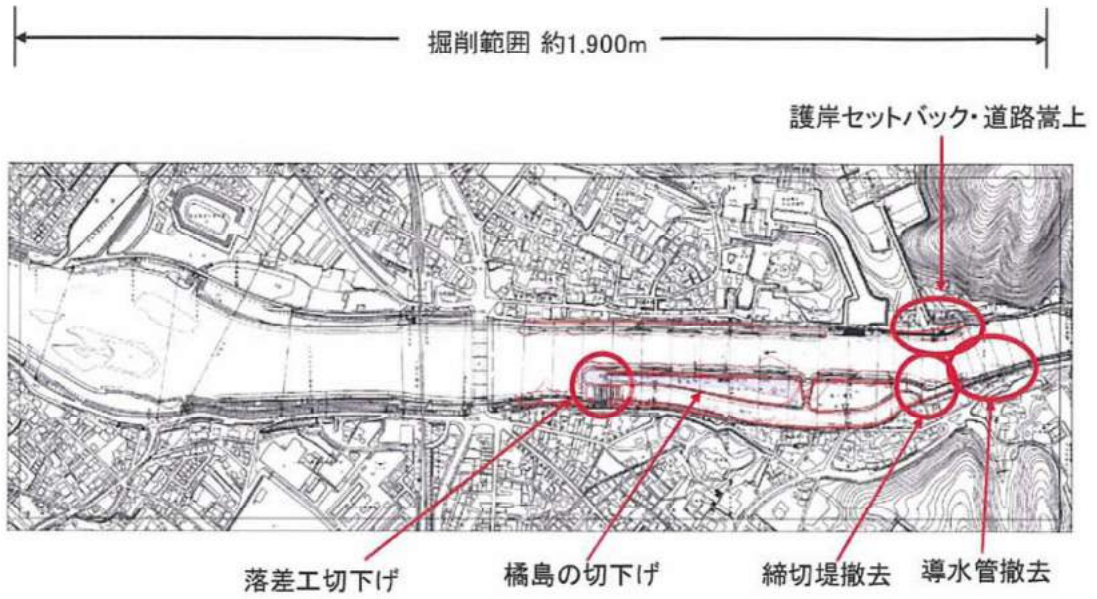 掘削範囲 約1.900m
護岸セットバック・道路嵩上
落差工切下げ
橘島の切下げ
締切堤撤去
導水管撤去